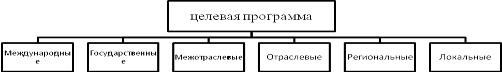 целевая программа
Международны
е
Государственны
е
Межотраслевые
Отраслевые
Региональные
Локальные